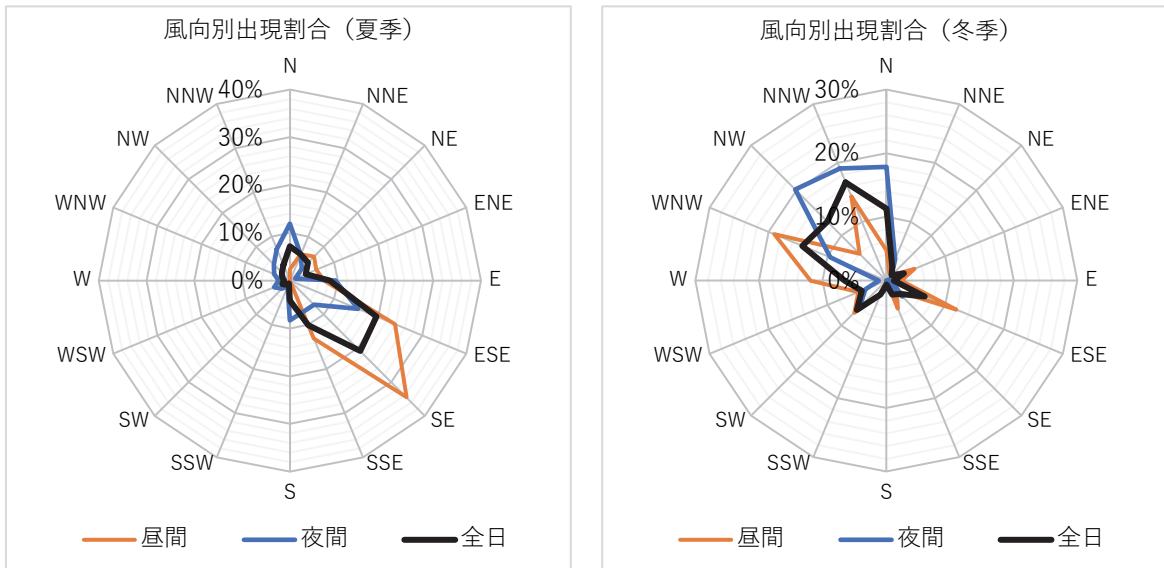 風向別出現割合（夏季）
N
NNE
NE
ENE
E
ESE
SE
SSE
S
SSW
SW
WSW
W
WNW
NW
NNW
40%
30%
20%
10%
0%
昼間 夜間 全日
風向別出現割合（冬季）
N
NNE
NE
ENE
E
ESE
SE
SSE
S
SSW
SW
WSW
W
WNW
NW
NNW
30%
20%
10%
0%
昼間 夜間 全日